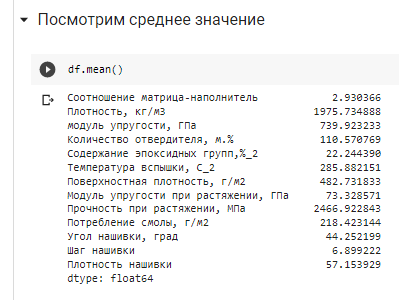 Посмотрим среднее значение
df.mean()
Соотношение матрица-наполнитель 2.930366
Плотность, кг/м3 1975.734888
модуль упругости, ГПа 739.923233
Количество отвердителя, м.% 110.570769
Содержание эпоксидных групп,%_2 22.244390
Температура вспышки, С_2 285.882151
Поверхностная плотность, г/м2 482.731833
Модуль упругости при растяжении, ГПа 73.328571
Прочность при растяжении, МПа 2466.922843
Потребление смолы, г/м2 218.423144
Угол нашивки, град 44.252199
Шаг нашивки 6.899222
Плотность нашивки 57.153929
dtype: float64